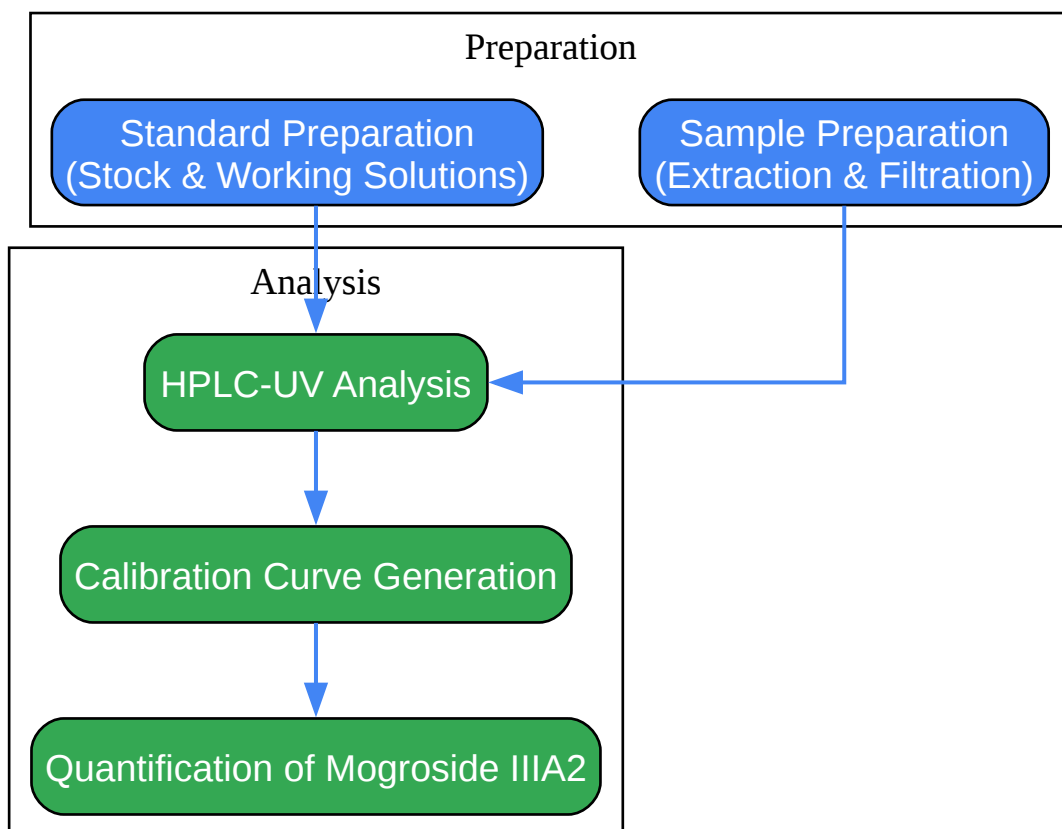 Preparation
Standard Preparation
(Stock & Working Solutions)
Sample Preparation
(Extraction & Filtration)
Analysis
HPLC-UV Analysis
Calibration Curve Generation
Quantification of Mogroside IIIA2